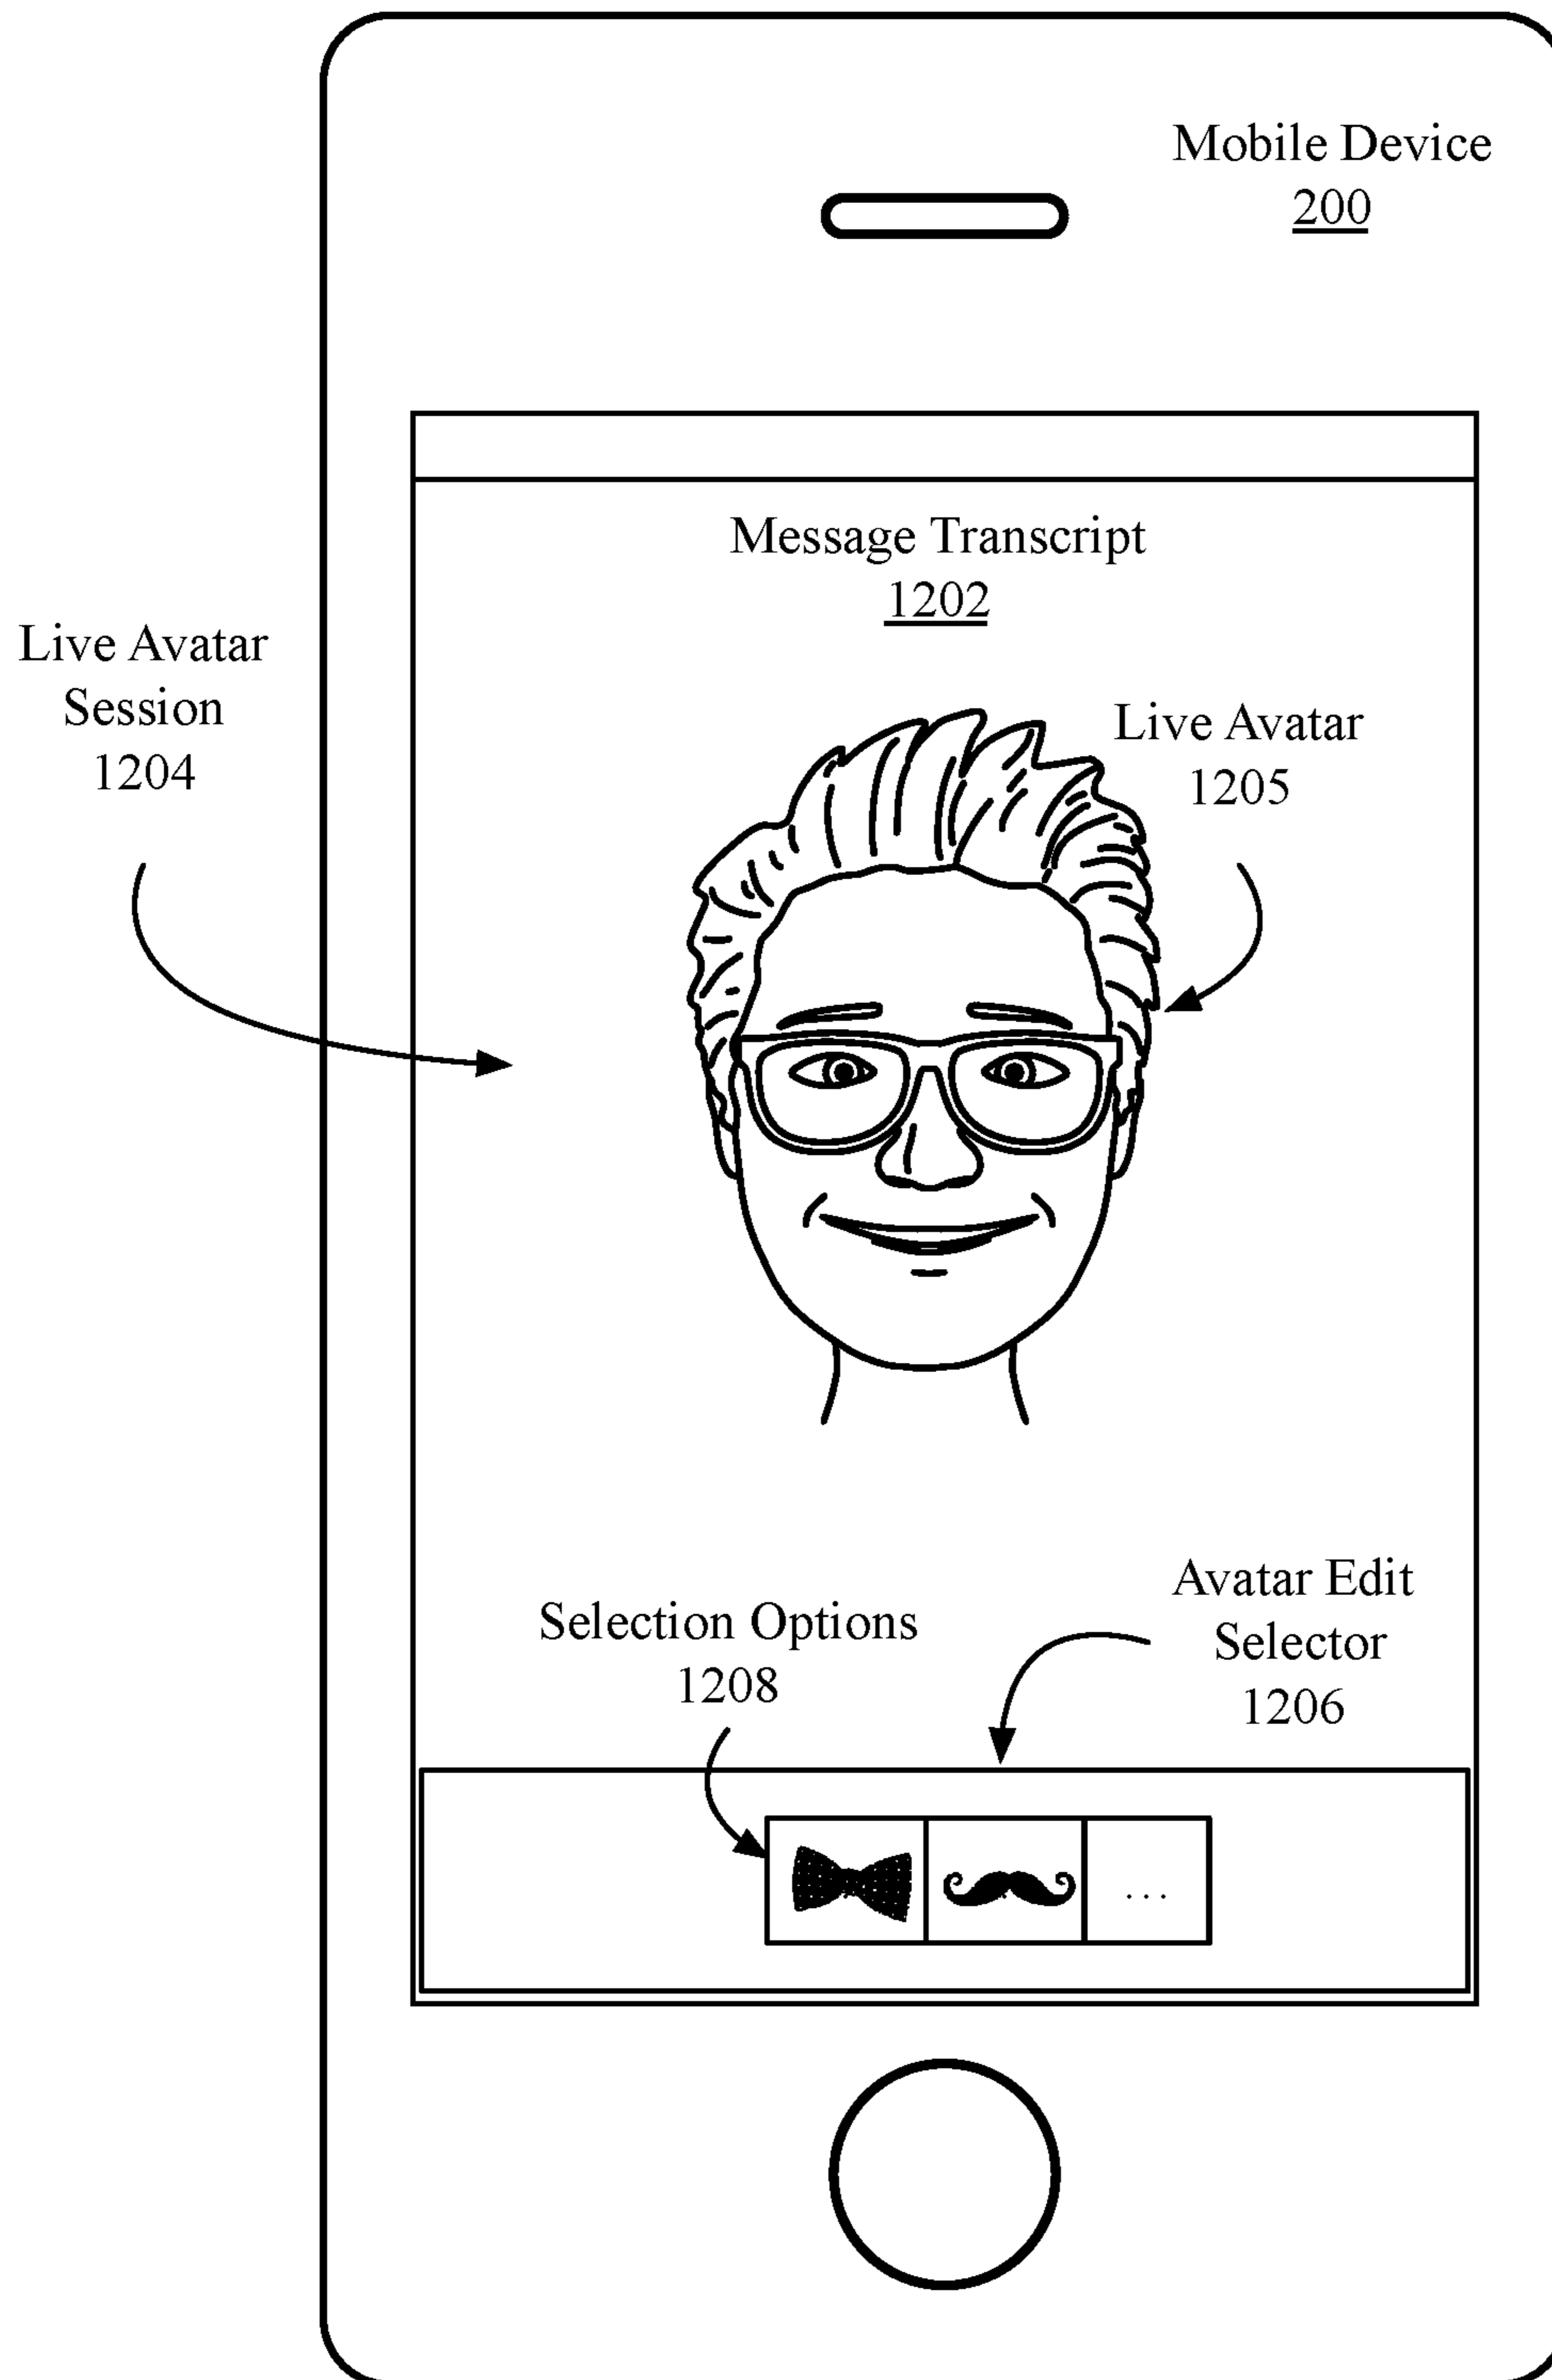 Mobile Device
200
Message Transcript
1202
Live Avatar
Session
1204
Live Avatar
1205
Selection Options
1208
Avatar Edit
Selector
1206
...